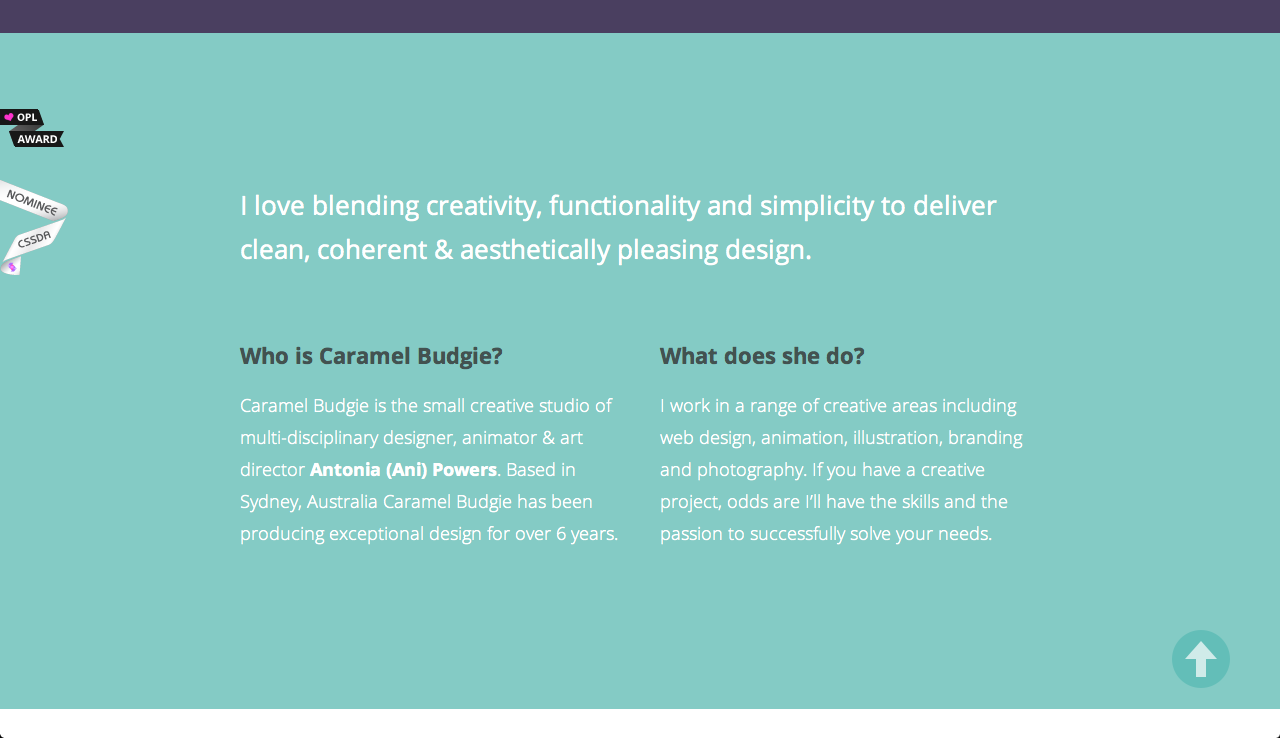 OPL
AWARD
NOMINEE
CSSDA
I love blending creativity, functionality and simplicity to deliver
clean, coherent & aesthetically pleasing design.
Who is Caramel Budgie?
Caramel Budgie is the small creative studio of
multi-disciplinary designer, animator & art
director Antonia (Ani) Powers. Based in
Sydney, Australia Caramel Budgie has been
producing exceptional design for over 6 years.
What does she do?
I work in a range of creative areas including
web design, animation, illustration, branding
and photography. If you have a creative
project, odds are I’ll have the skills and the
passion to successfully solve your needs.